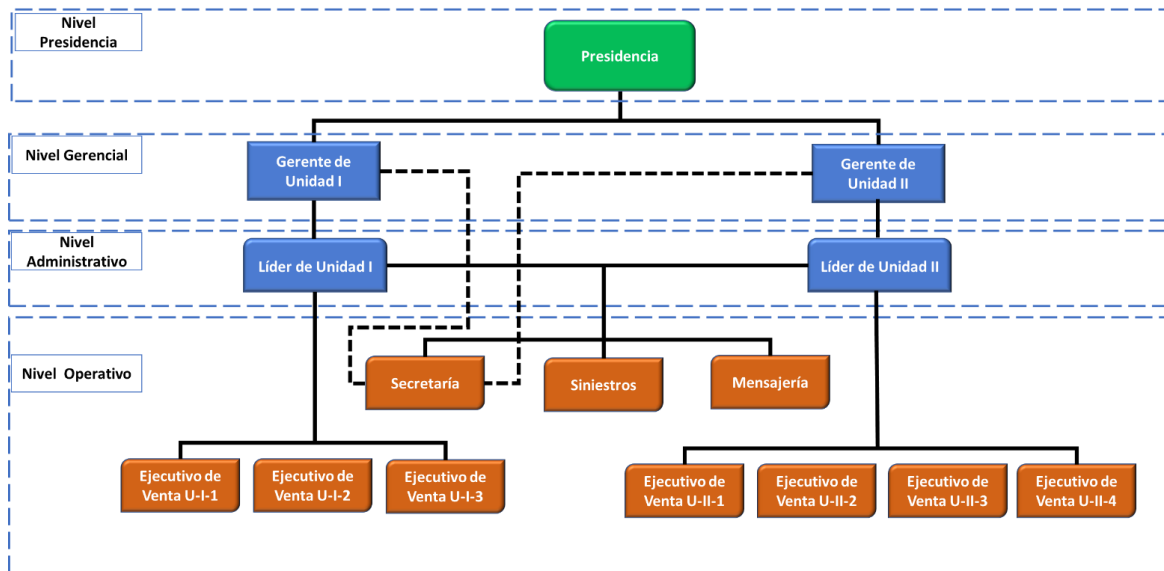 Nivel
Presidencia
Presidencia
Nivel Gerencial
Gerente de
Unidad I
Gerente de
Unidad II
Nivel
Administrativo
Líder de Unidad I
Líder de Unidad II
Nivel Operativo
Secretaría
Siniestros
Mensajería
Ejecutivo de
Venta U-I-1
Ejecutivo de
Venta U-I-2
Ejecutivo de
Venta U-I-3
Ejecutivo de
Venta U-II-1
Ejecutivo de
Venta U-II-2
Ejecutivo de
Venta U-II-3
Ejecutivo de
Venta U-II-4